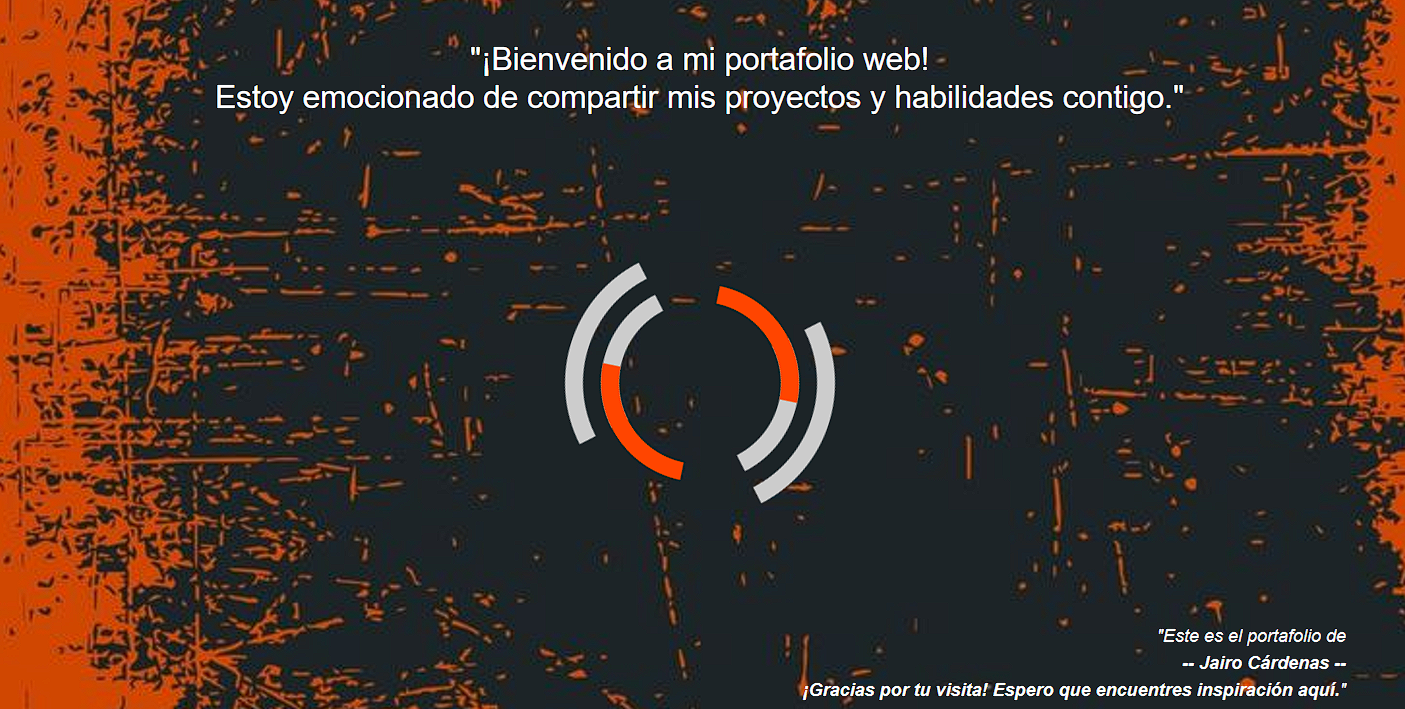 "¡Bienvenido a mi portafolio web!
Estoy emocionado de compartir mis proyectos y habilidades contigo."
"Este es el portafolio de
-- Jairo Cárdenas --
¡Gracias por tu visita! Espero que encuentres inspiración aquí."